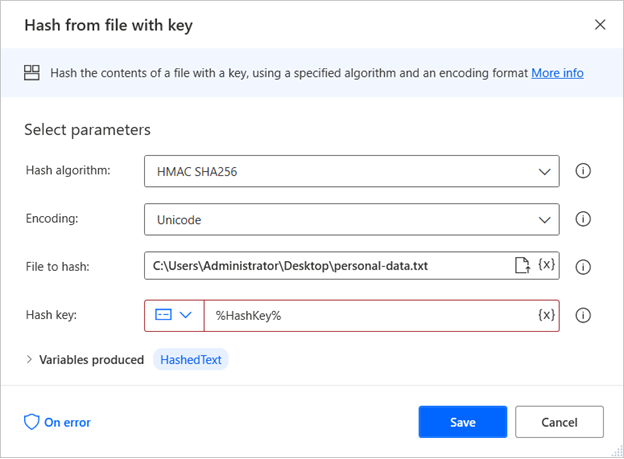 Hash from file with key
Hash the contents of a file with a key, using a specified algorithm and an encoding format More info
Select parameters
Hash algorithm: HMAC SHA256
Encoding: Unicode
File to hash: C:\Users\Administrator\Desktop\personal-data.txt {x}
Hash key: %HashKey% {x}
Variables produced HashedText
On error Save Cancel